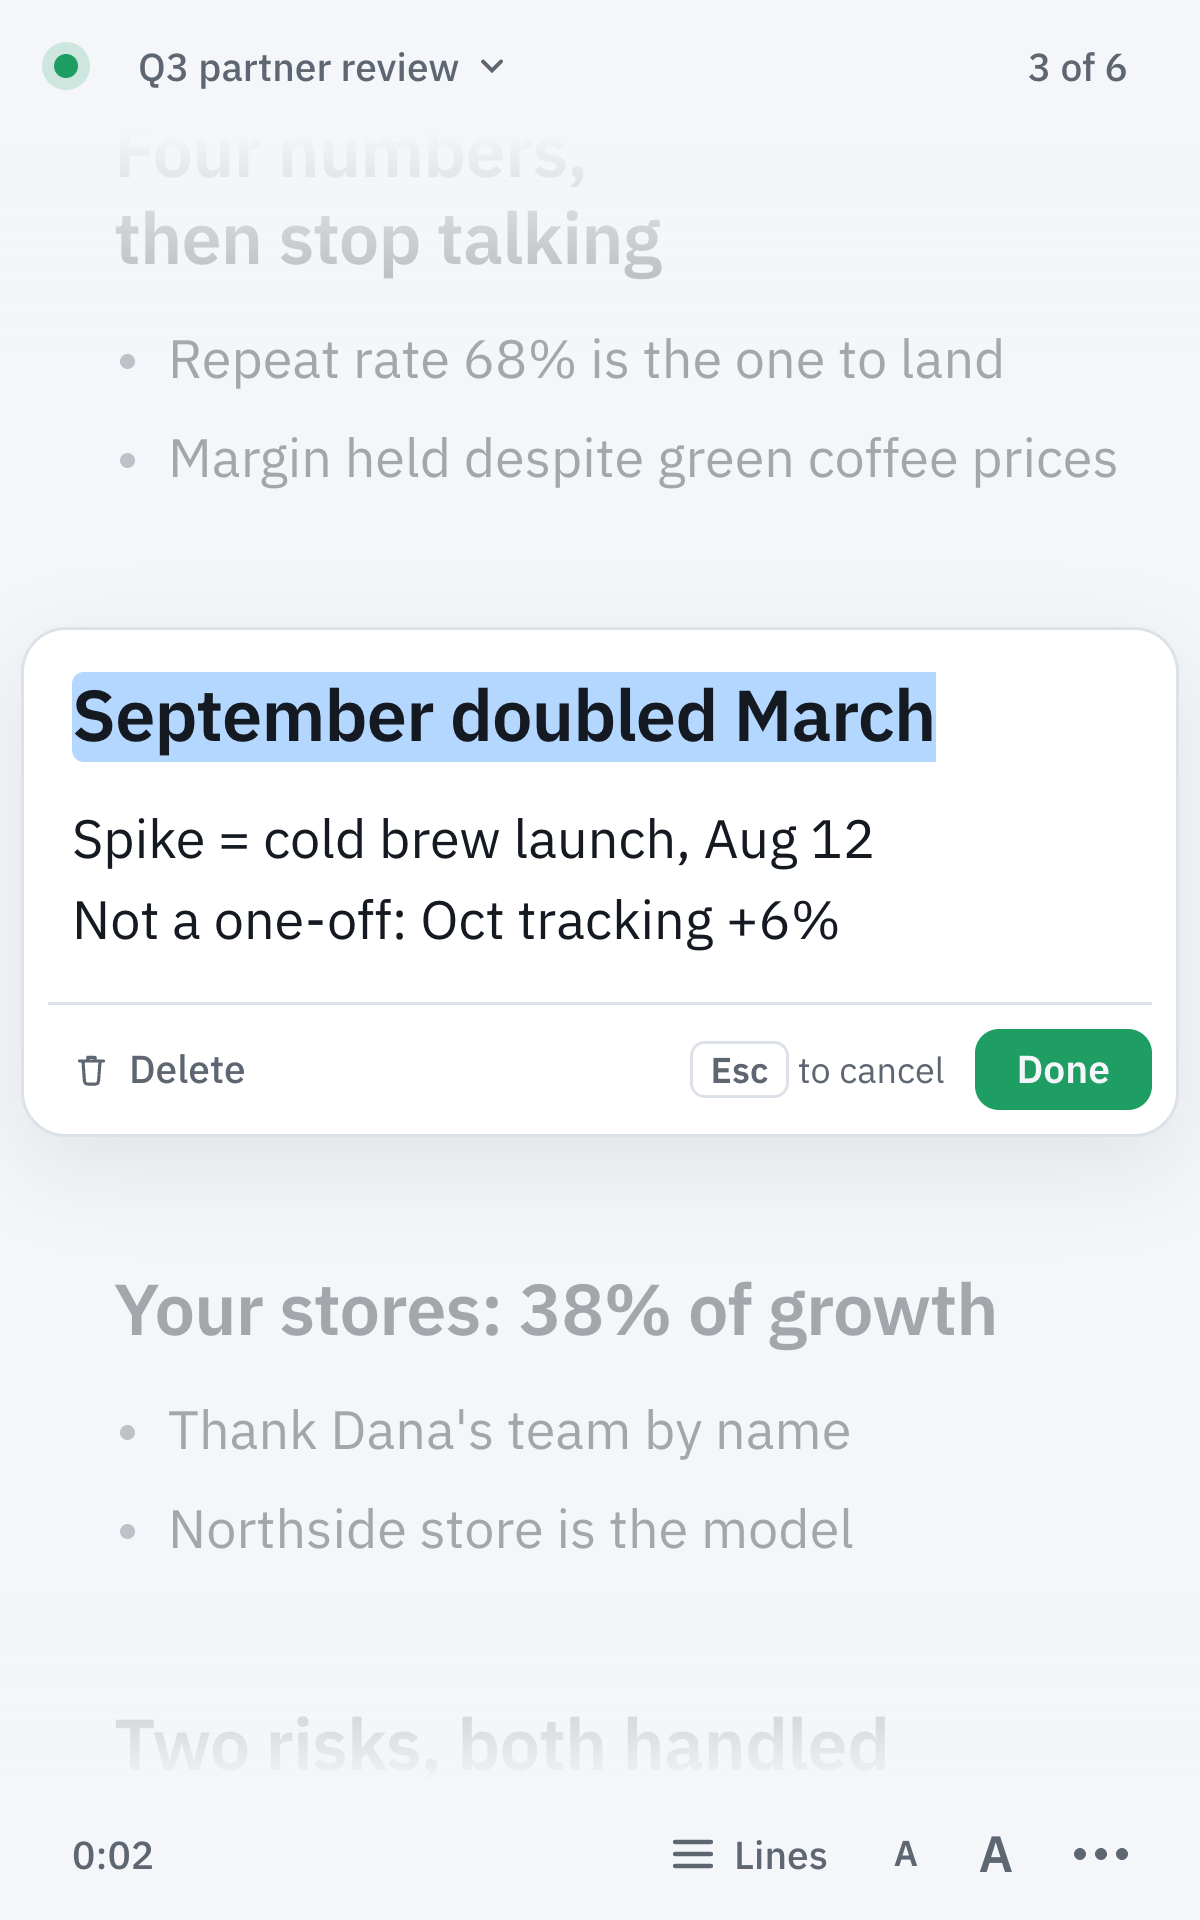 Q3 partner review
3 of 6
Four numbers,
then stop talking
• Repeat rate 68% is the one to land
• Margin held despite green coffee prices
September doubled March
Spike = cold brew launch, Aug 12
Not a one-off: Oct tracking +6%
Delete
Esc to cancel
Done
Your stores: 38% of growth
• Thank Dana's team by name
• Northside store is the model
Two risks, both handled
0:02
Lines
A
A